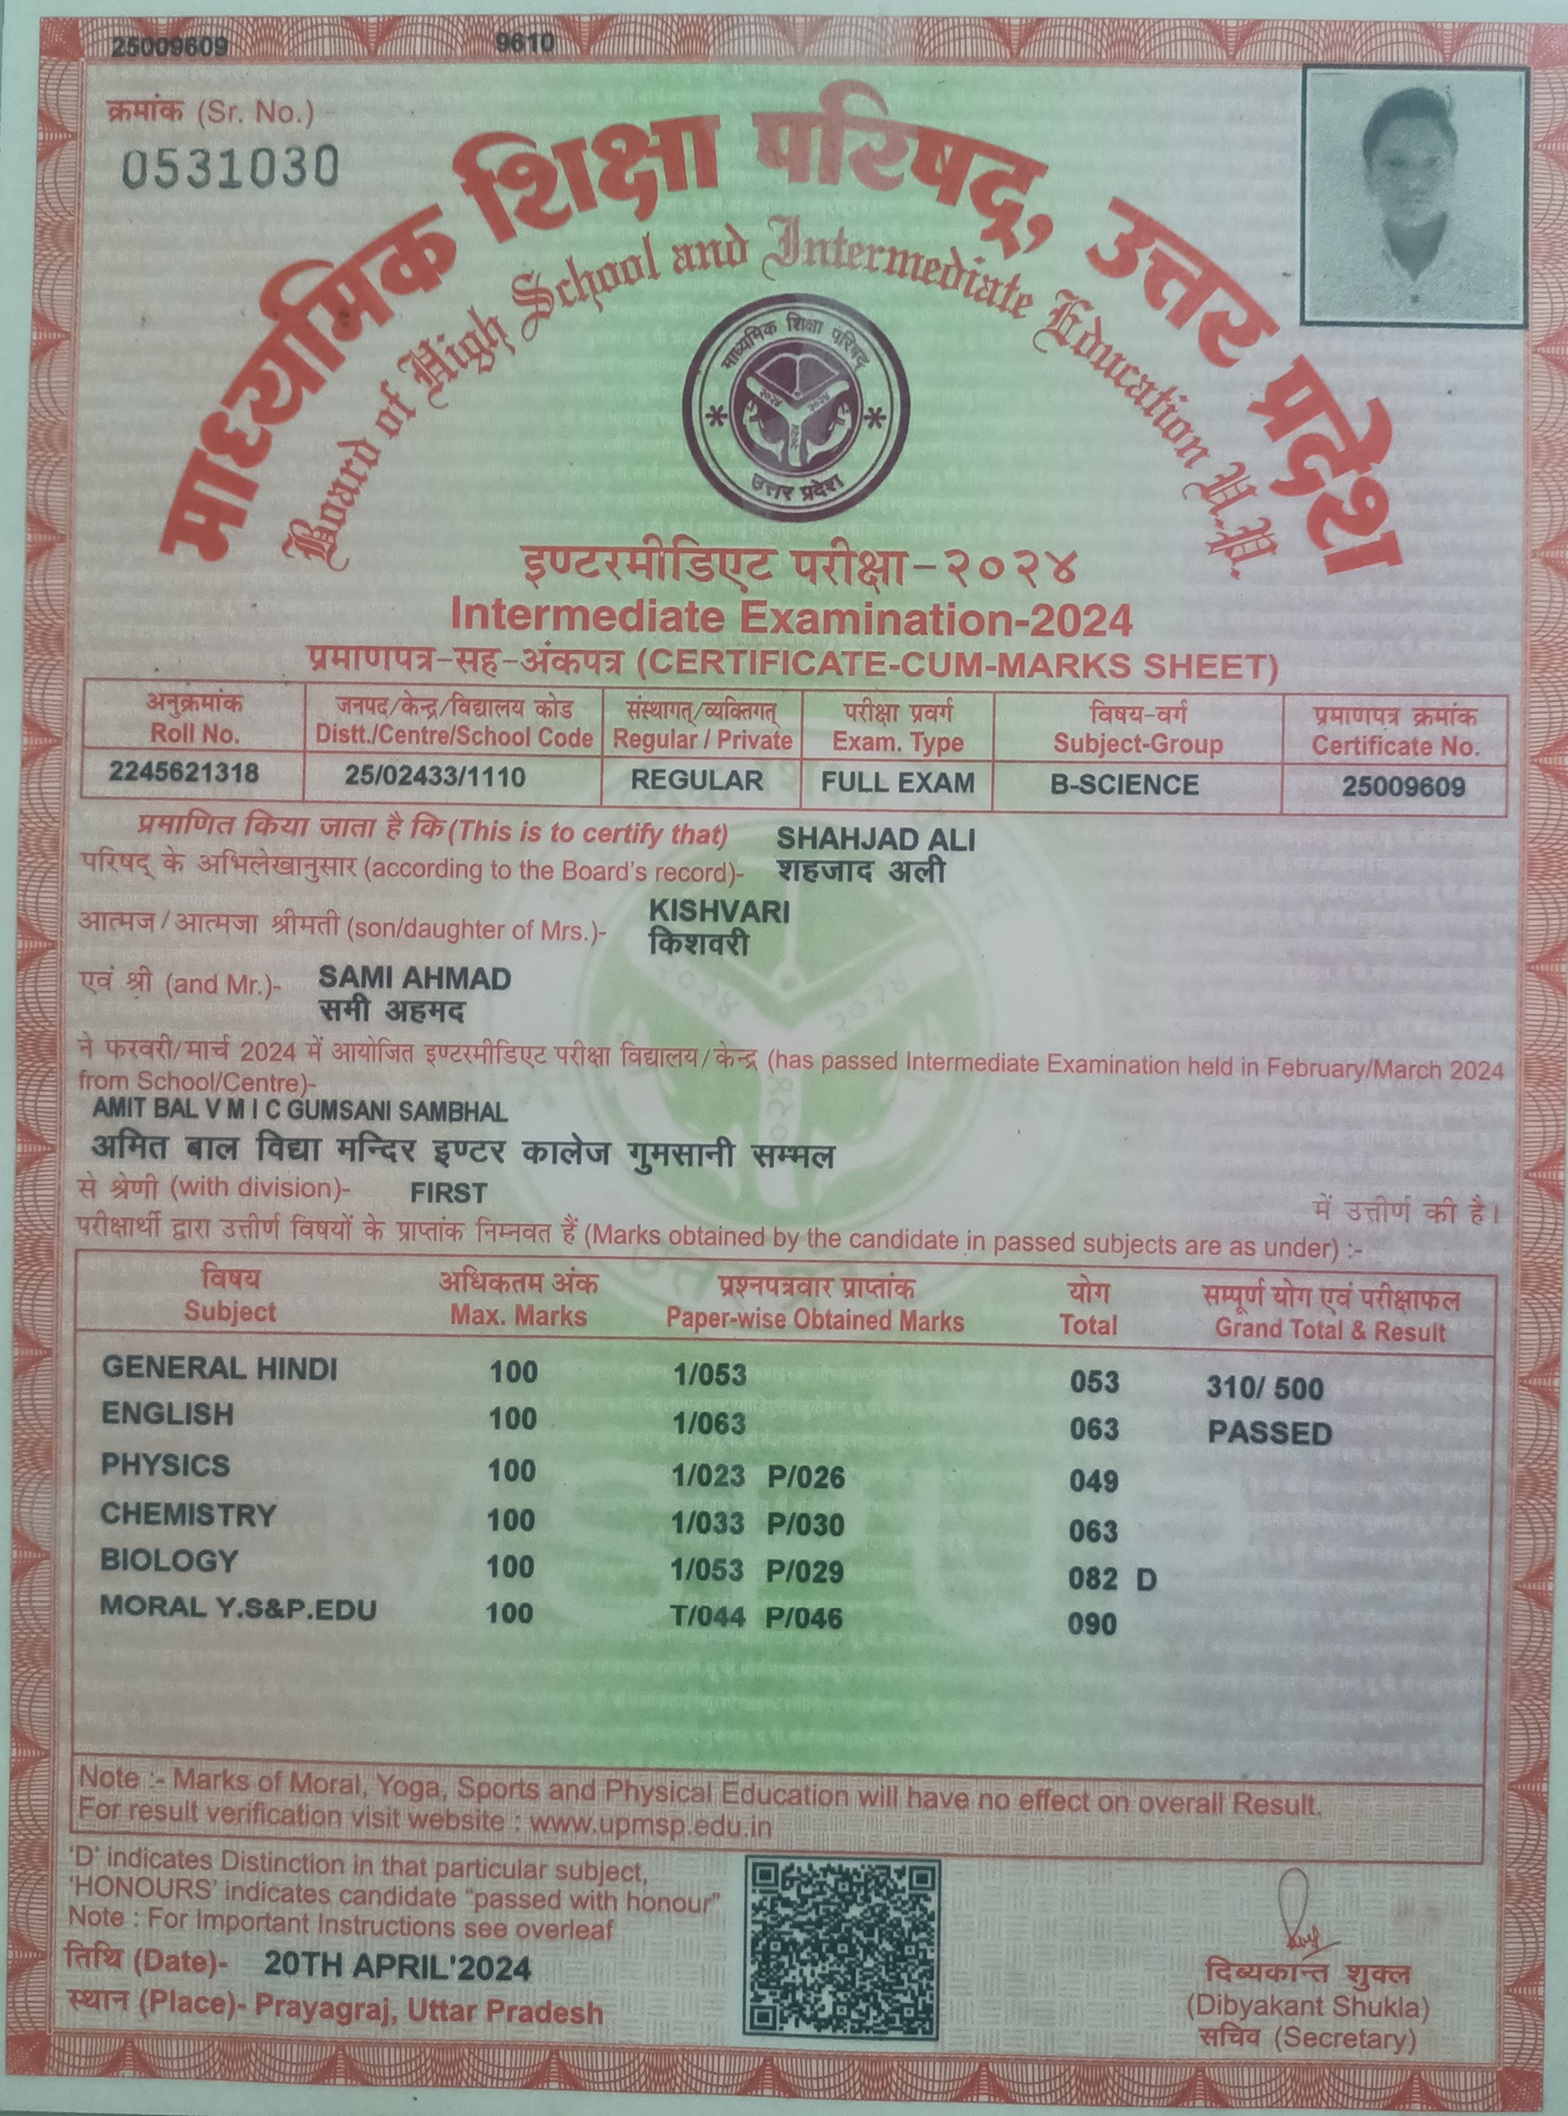 25009609 9610
क्रमांक (Sr. No.)
0531030
माध्यमिक शिक्षा परिषद्, उत्तर प्रदेश
Board of High School and Intermediate Education U.P.
माध्यमिक शिक्षा परिषद्
२०२४ २०२४
२०२४
उत्तर प्रदेश
इण्टरमीडिएट परीक्षा-२०२४
Intermediate Examination-2024
प्रमाणपत्र-सह-अंकपत्र (CERTIFICATE-CUM-MARKS SHEET)
अनुक्रमांक जनपद/केन्द्र/विद्यालय कोड संस्थागत/व्यक्तिगत परीक्षा प्रवर्ग विषय-वर्ग प्रमाणपत्र क्रमांक
Roll No. Distt./Centre/School Code Regular / Private Exam. Type Subject-Group Certificate No.
2245621318 25/02433/1110 REGULAR FULL EXAM B-SCIENCE 25009609
प्रमाणित किया जाता है कि (This is to certify that) SHAHJAD ALI
परिषद् के अभिलेखानुसार (according to the Board's record)- शहजाद अली
KISHVARI
आत्मज/आत्मजा श्रीमती (son/daughter of Mrs.)- किशवरी
एवं श्री (and Mr.)- SAMI AHMAD
समी अहमद
ने फरवरी/मार्च 2024 में आयोजित इण्टरमीडिएट परीक्षा विद्यालय/केन्द्र (has passed Intermediate Examination held in February/March 2024
from School/Centre)-
AMIT BAL V M I C GUMSANI SAMBHAL
अमित बाल विद्या मन्दिर इण्टर कालेज गुमसानी सम्मल
से श्रेणी (with division)- FIRST में उत्तीर्ण की है।
परीक्षार्थी द्वारा उत्तीर्ण विषयों के प्राप्तांक निम्नवत हैं (Marks obtained by the candidate in passed subjects are as under) :-
विषय अधिकतम अंक प्रश्नपत्रवार प्राप्तांक योग सम्पूर्ण योग एवं परीक्षाफल
Subject Max. Marks Paper-wise Obtained Marks Total Grand Total & Result
GENERAL HINDI 100 1/053 053 310/ 500
ENGLISH 100 1/063 063 PASSED
PHYSICS 100 1/023 P/026 049
CHEMISTRY 100 1/033 P/030 063
BIOLOGY 100 1/053 P/029 082 D
MORAL Y.S&P.EDU 100 T/044 P/046 090
Note :- Marks of Moral, Yoga, Sports and Physical Education will have no effect on overall Result.
For result verification visit website : www.upmsp.edu.in
'D' indicates Distinction in that particular subject,
'HONOURS' indicates candidate "passed with honour"
Note : For Important Instructions see overleaf
तिथि (Date)- 20TH APRIL'2024
स्थान (Place)- Prayagraj, Uttar Pradesh
दिब्यकान्त शुक्ल
(Dibyakant Shukla)
सचिव (Secretary)